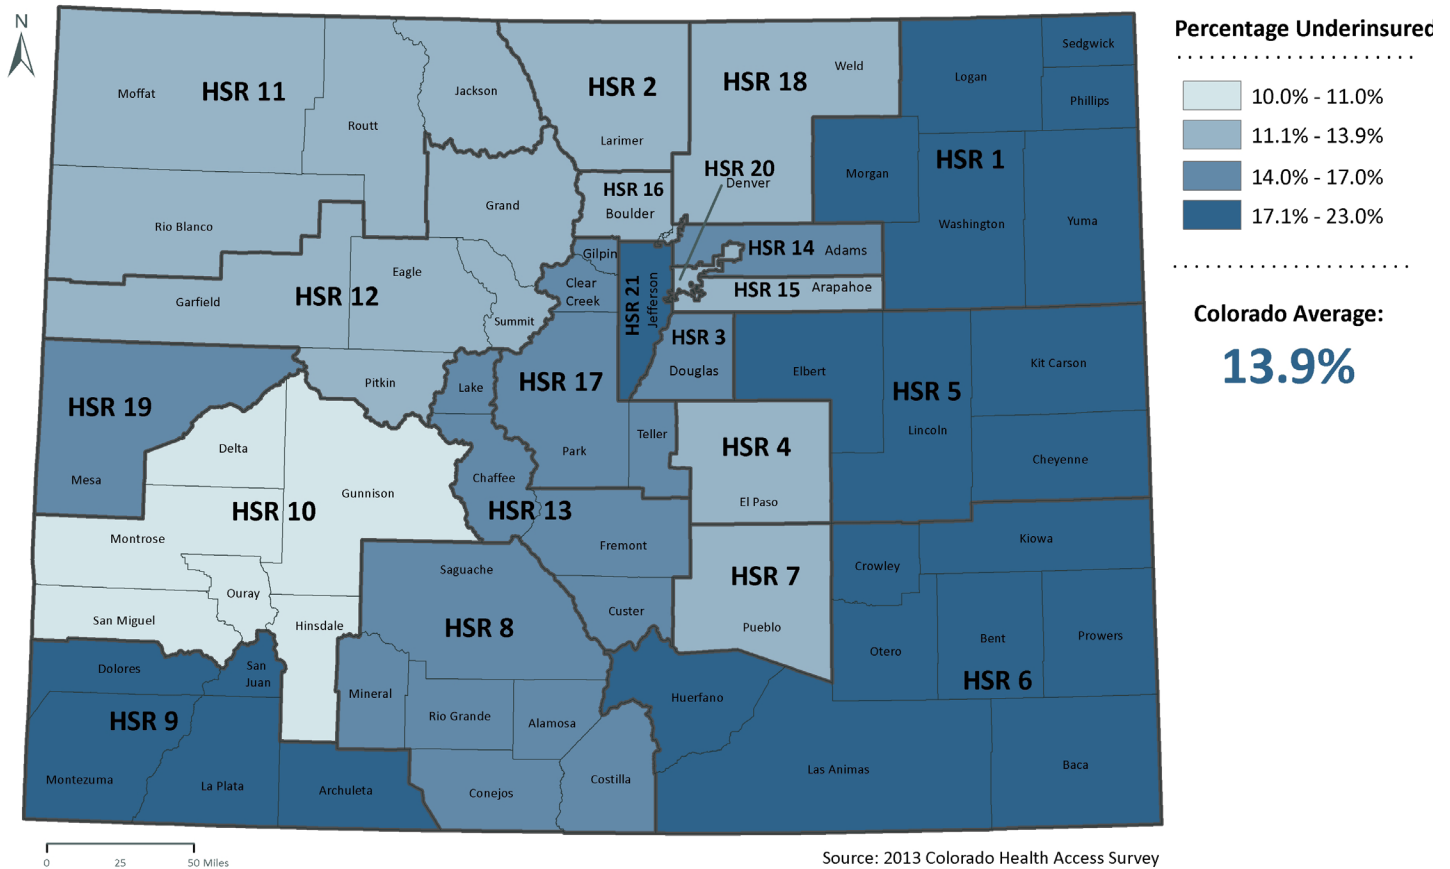 N
Percentage Underinsured
10.0% - 11.0%
11.1% - 13.9%
14.0% - 17.0%
17.1% - 23.0%
Colorado Average:
13.9%
Moffat
HSR 11
Routt
Jackson
HSR 2
Larimer
HSR 18
Weld
Logan
Sedgwick
Phillips
Rio Blanco
Grand
HSR 16
Boulder
HSR 20
Denver
Morgan
HSR 1
Washington
Yuma
Garfield
HSR 12
Eagle
Summit
Gilpin
Clear
Creek
HSR 21
Jefferson
HSR 14
Adams
HSR 15
Arapahoe
HSR 3
Douglas
Elbert
HSR 5
Lincoln
Kit Carson
Cheyenne
HSR 19
Mesa
Pitkin
Lake
HSR 17
Park
Teller
HSR 4
El Paso
Delta
Gunnison
HSR 10
Montrose
Ouray
San Miguel
Hinsdale
Chaffee
HSR 13
Fremont
Custer
HSR 7
Pueblo
Crowley
Kiowa
Otero
Bent
Prowers
HSR 6
Saguache
HSR 8
Mineral
Rio Grande
Alamosa
Conejos
Costilla
Dolores
San
Juan
HSR 9
Montezuma
La Plata
Archuleta
Huerfano
Las Animas
Baca
0
25
50 Miles
Source: 2013 Colorado Health Access Survey